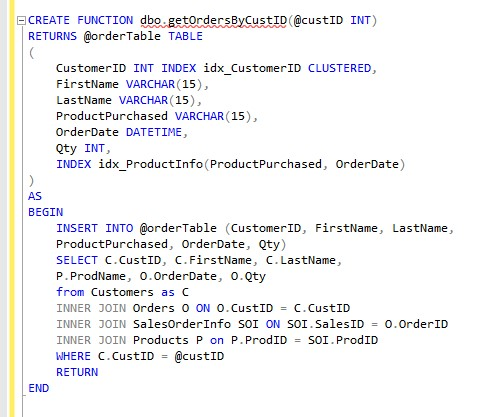 CREATE FUNCTION dbo.getOrdersByCustID(@custID INT)
RETURNS @orderTable TABLE
(
CustomerID INT INDEX idx_CustomerID CLUSTERED,
FirstName VARCHAR(15),
LastName VARCHAR(15),
ProductPurchased VARCHAR(15),
OrderDate DATETIME,
Qty INT,
INDEX idx_ProductInfo(ProductPurchased, OrderDate)
)
AS
BEGIN
INSERT INTO @orderTable (CustomerID, FirstName, LastName,
ProductPurchased, OrderDate, Qty)
SELECT C.CustID, C.FirstName, C.LastName,
P.ProdName, O.OrderDate, O.Qty
from Customers as C
INNER JOIN Orders O ON O.CustID = C.CustID
INNER JOIN SalesOrderInfo SOI ON SOI.SalesID = O.OrderID
INNER JOIN Products P on P.ProdID = SOI.ProdID
WHERE C.CustID = @custID
RETURN
END